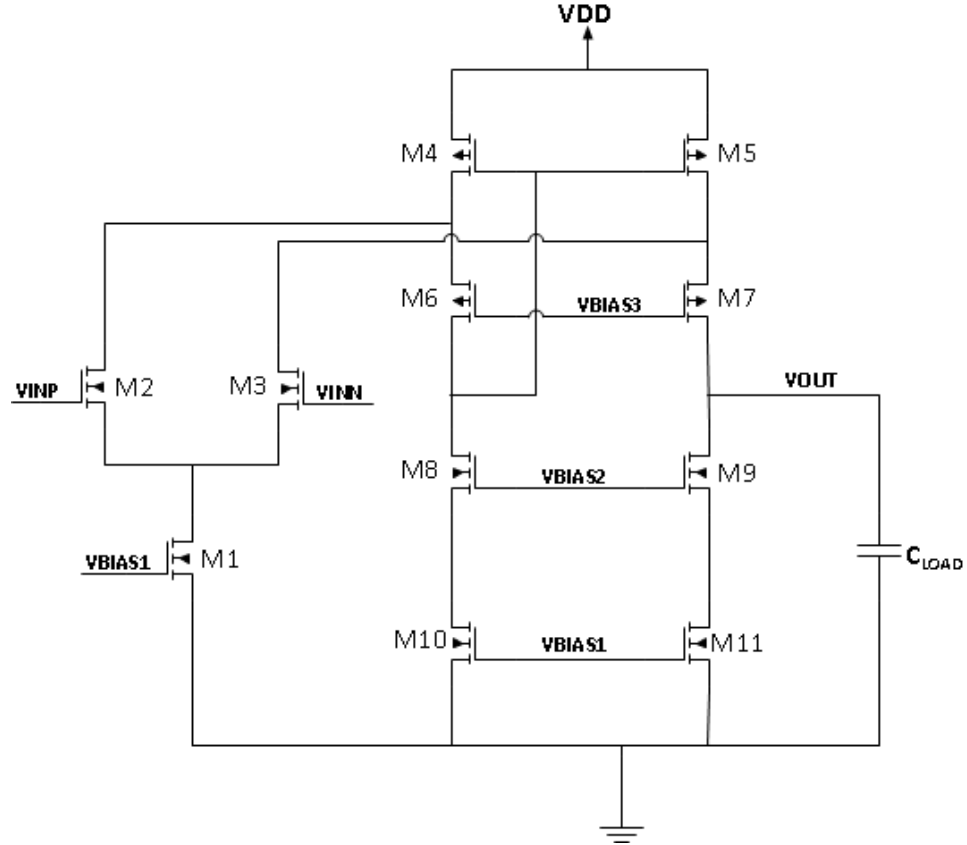 VDD
M4
M5
M6
VBIAS3
M7
VINP
M2
M3
VINN
VOUT
M8
VBIAS2
M9
VBIAS1
M1
CLOAD
M10
VBIAS1
M11